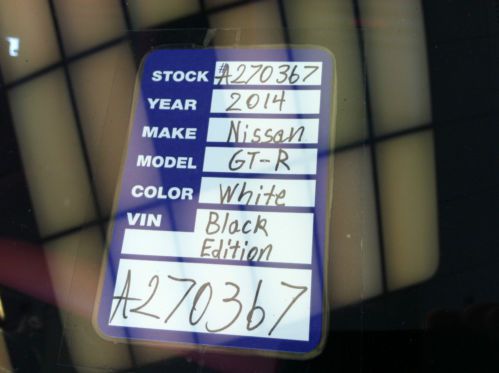 STOCK #A270367
YEAR 2014
MAKE Nissan
MODEL GT-R
COLOR White
VIN Black
Edition
A270367